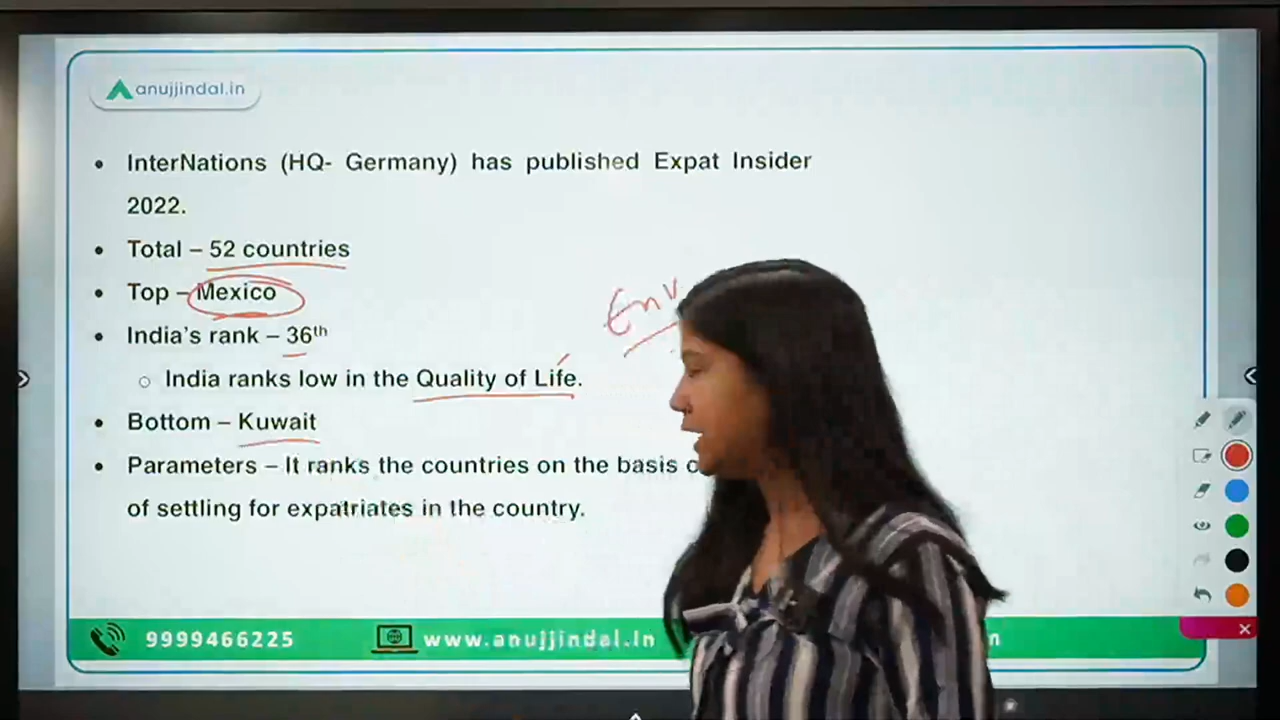 anujjindal.in
• InterNations (HQ- Germany) has published Expat Insider
2022.
• Total – 52 countries
• Top – Mexico
• India's rank – 36th
Env
○ India ranks low in the Quality of Life.
• Bottom – Kuwait
• Parameters – It ranks the countries on the basis
of settling for expatriates in the country.
9999466225 www.anujjindal.in